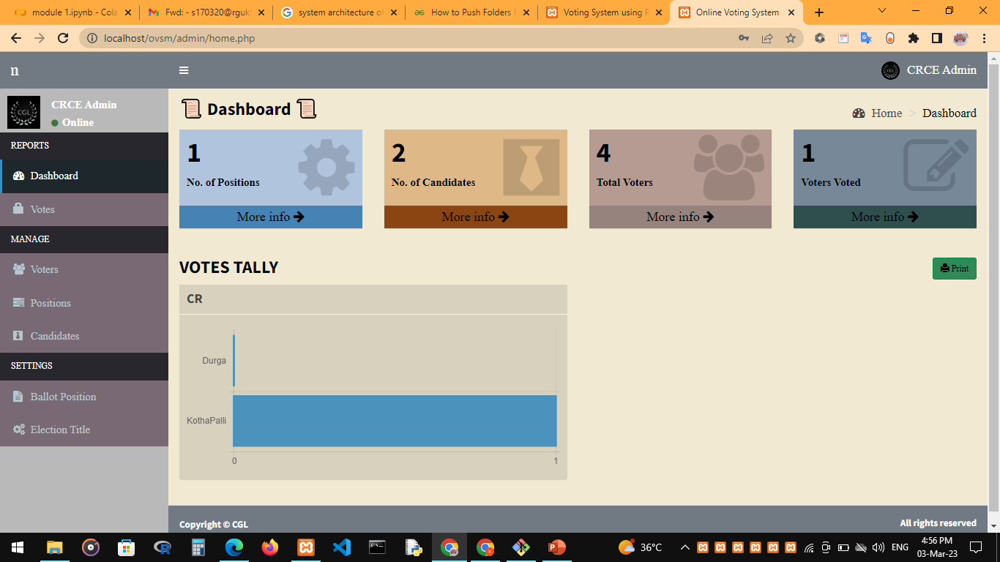 module 1.ipynb - Cola
Fwd: - s170320@rgukt
system architecture of
How to Push Folders F
Voting System using P
Online Voting System
localhost/ovsm/admin/home.php
n
CRCE Admin
CGL
CRCE Admin
Online
REPORTS
Dashboard
Votes
MANAGE
Voters
Positions
Candidates
SETTINGS
Ballot Position
Election Title
Dashboard
Home > Dashboard
1
No. of Positions
More info
2
No. of Candidates
More info
4
Total Voters
More info
1
Voters Voted
More info
VOTES TALLY
Print
CR
Durga
KothaPalli
0 1
Copyright © CGL
All rights reserved
36°C
ENG
4:56 PM
03-Mar-23